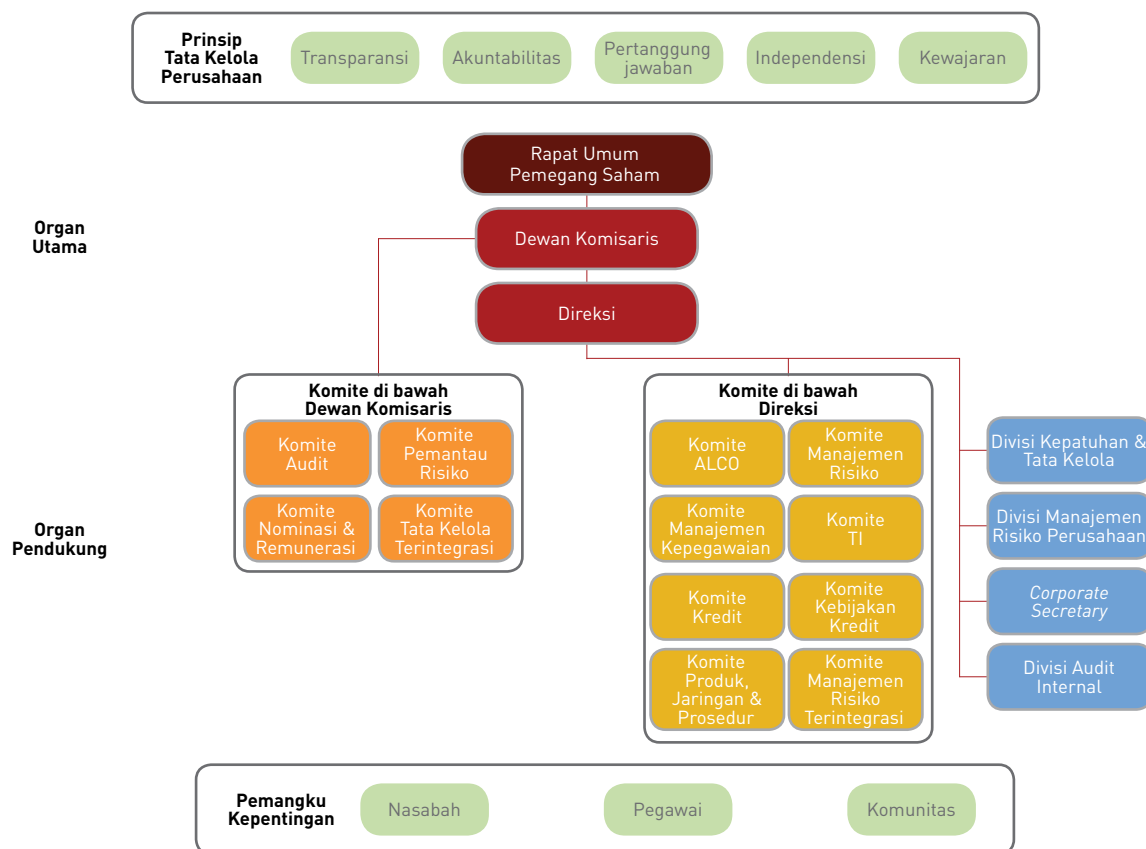 Prinsip
Tata Kelola
Perusahaan
Transparansi
Akuntabilitas
Pertanggung
jawaban
Independensi
Kewajaran
Rapat Umum
Pemegang Saham
Organ
Utama
Dewan Komisaris
Direksi
Komite di bawah
Dewan Komisaris
Komite
Audit
Komite
Pemantau
Risiko
Komite
Nominasi &
Remunerasi
Komite
Tata Kelola
Terintegrasi
Organ
Pendukung
Komite di bawah
Direksi
Komite
ALCO
Komite
Manajemen
Risiko
Komite
Manajemen
Kepegawaian
Komite
TI
Komite
Kredit
Komite
Kebijakan
Kredit
Komite
Produk,
Jaringan &
Prosedur
Komite
Manajemen
Risiko
Terintegrasi
Divisi Kepatuhan &
Tata Kelola
Divisi Manajemen
Risiko Perusahaan
Corporate
Secretary
Divisi Audit
Internal
Pemangku
Kepentingan
Nasabah
Pegawai
Komunitas